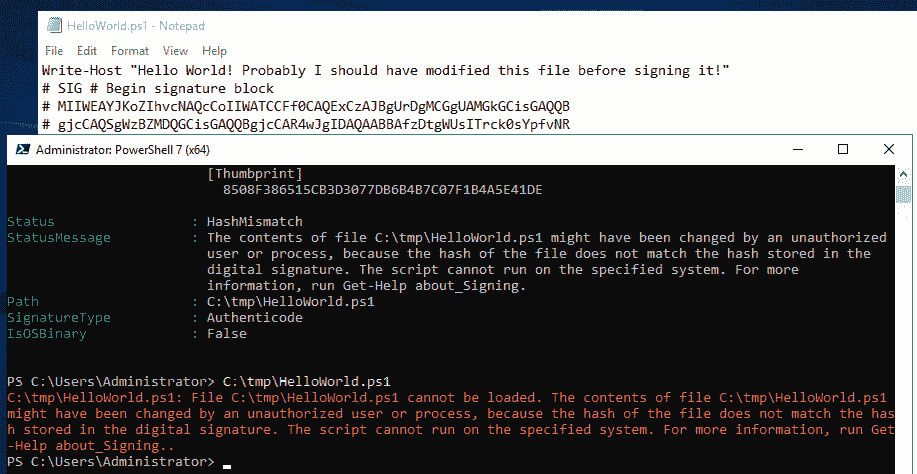 HelloWorld.ps1 - Notepad
File Edit Format View Help
Write-Host "Hello World! Probably I should have modified this file before signing it!"
# SIG # Begin signature block
# MIIWEAYJKoZIhvcNAQcCoIIWATCCFf0CAQExCzAJBgUrDgMCGgUAMGkGCisGAQQB
# gjcCAQSgWzBZMDQGCisGAQQBgjcCAR4wJgIDAQAABBAfzDtgWUsITrck0sYpfvNR
Administrator: PowerShell 7 (x64)
[Thumbprint]
8508F386515CB3D3077DB6B4B7C07F1B4A5E41DE
Status : HashMismatch
StatusMessage : The contents of file C:\tmp\HelloWorld.ps1 might have been changed by an unauthorized
user or process, because the hash of the file does not match the hash stored in the
digital signature. The script cannot run on the specified system. For more
information, run Get-Help about_Signing.
Path : C:\tmp\HelloWorld.ps1
SignatureType : Authenticode
IsOSBinary : False
PS C:\Users\Administrator> C:\tmp\HelloWorld.ps1
C:\tmp\HelloWorld.ps1: File C:\tmp\HelloWorld.ps1 cannot be loaded. The contents of file C:\tmp\HelloWorld.ps1
might have been changed by an unauthorized user or process, because the hash of the file does not match the has
h stored in the digital signature. The script cannot run on the specified system. For more information, run Get
-Help about_Signing..
PS C:\Users\Administrator>